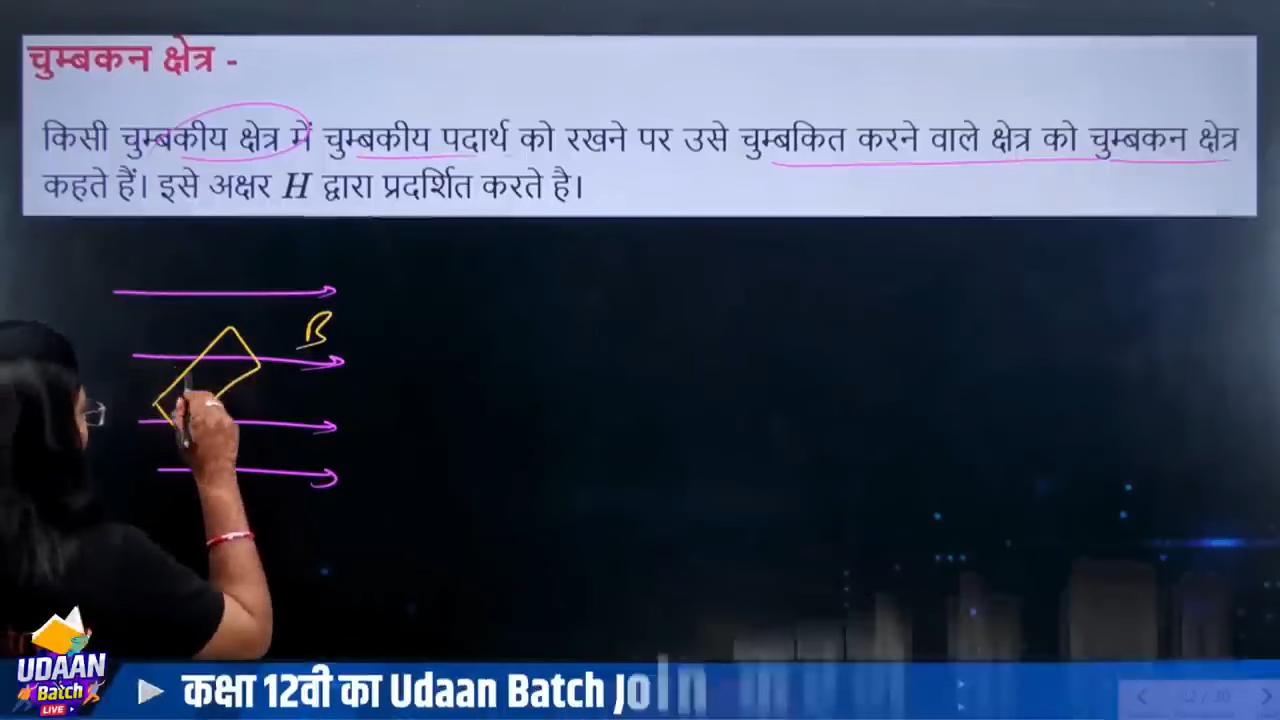 चुम्बकन क्षेत्र -
किसी चुम्बकीय क्षेत्र में चुम्बकीय पदार्थ को रखने पर उसे चुम्बकित करने वाले क्षेत्र को चुम्बकन क्षेत्र
कहते हैं। इसे अक्षर H द्वारा प्रदर्शित करते है।
B
UDAAN
Batch
LIVE
कक्षा 12वी का Udaan Batch Join